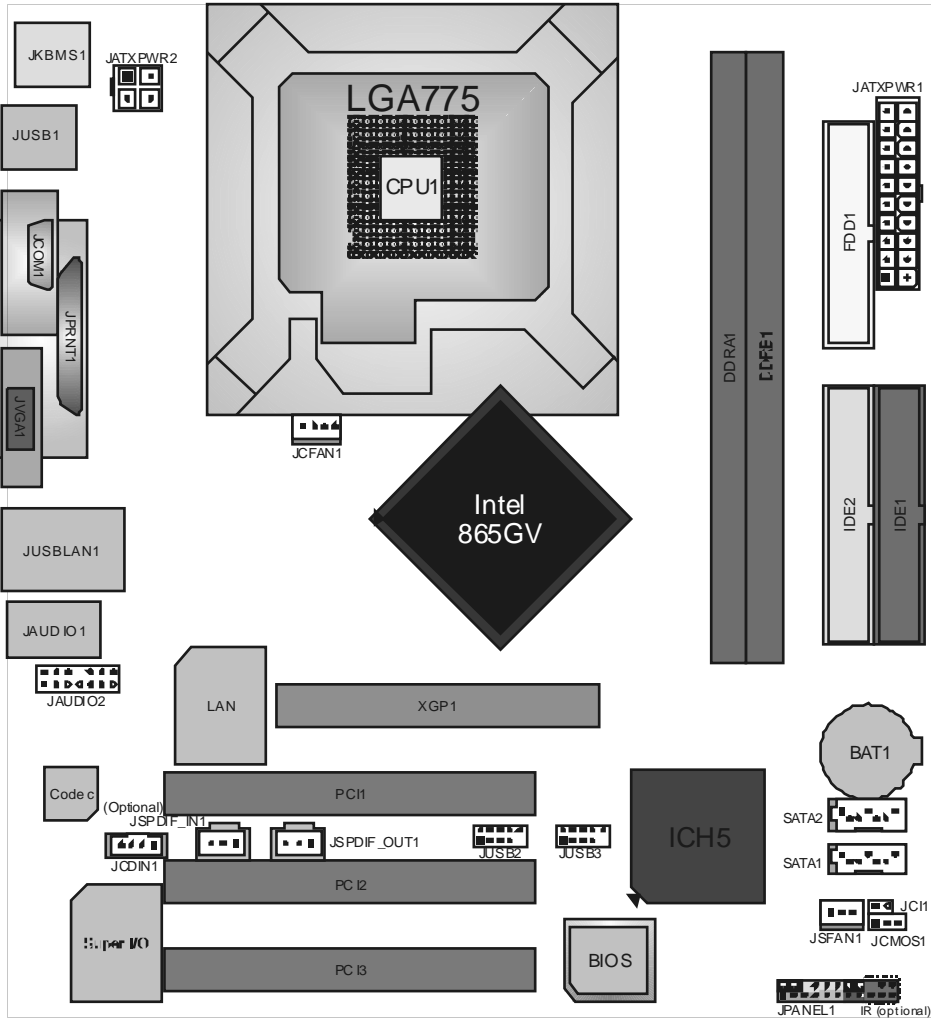 JKBMS1
JATXPWR2
LGA775
JATXPWR1
JUSB1
CPU1
FDD1
JCOM1
JPRNT1
DDRA1
DDRB1
JVGA1
JCFAN1
Intel
865GV
IDE2
IDE1
JUSBLAN1
JAUDIO1
JAUDIO2
LAN
XGP1
BAT1
Codec
PCI1
(Optional)
JSPDIF_IN1
JSPDIF_OUT1
JCDIN1
JUSB2
JUSB3
ICH5
SATA2
SATA1
PCI2
JCI1
JSFAN1
JCMOS1
Super I/O
PCI3
BIOS
JPANEL1
IR (optional)